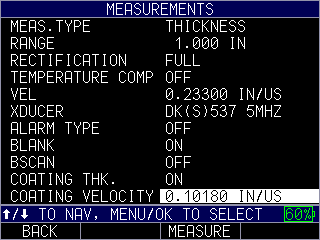 MEASUREMENTS
MEAS.TYPE THICKNESS
RANGE 1.000 IN
RECTIFICATION FULL
TEMPERATURE COMP OFF
VEL 0.23300 IN/US
XDUCER DK(S)537 5MHZ
ALARM TYPE OFF
BLANK ON
BSCAN OFF
COATING THK. ON
COATING VELOCITY 0.10180 IN/US
↑/↓ TO NAV, MENU/OK TO SELECT 60%
BACK MEASURE